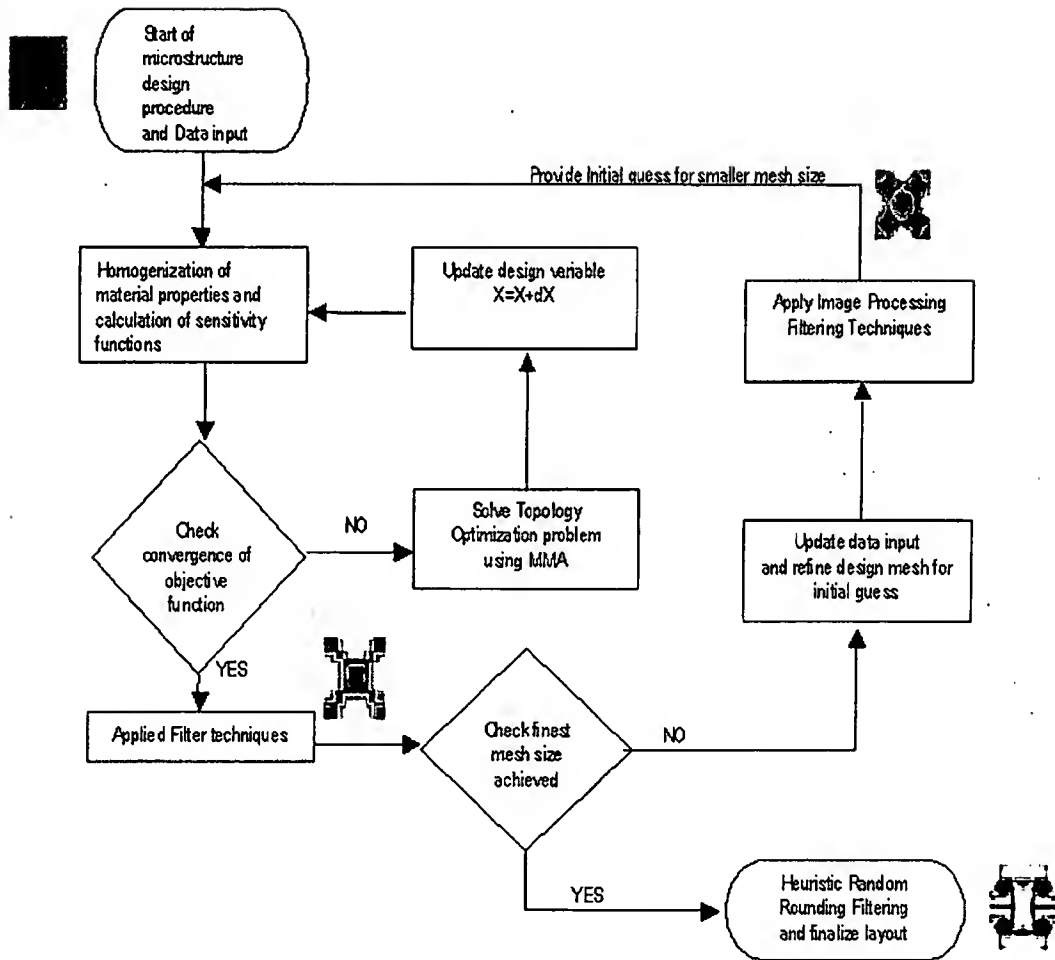 Start of
microstructure
design
procedure
and Data input
Provide Initial guess for smaller mesh size
Homogenization of
material properties and
calculation of sensitivity
functions
Update design variable
X=X+dX
Apply Image Processing
Filtering Techniques
Check
convergence of
objective
function
NO
Solve Topology
Optimization problem
using MMA
Update data input
and refine design mesh for
initial guess
YES
Applied Filter techniques
Check finest
mesh size
achieved
NO
YES
Heuristic Random
Rounding Filtering
and finalize layout